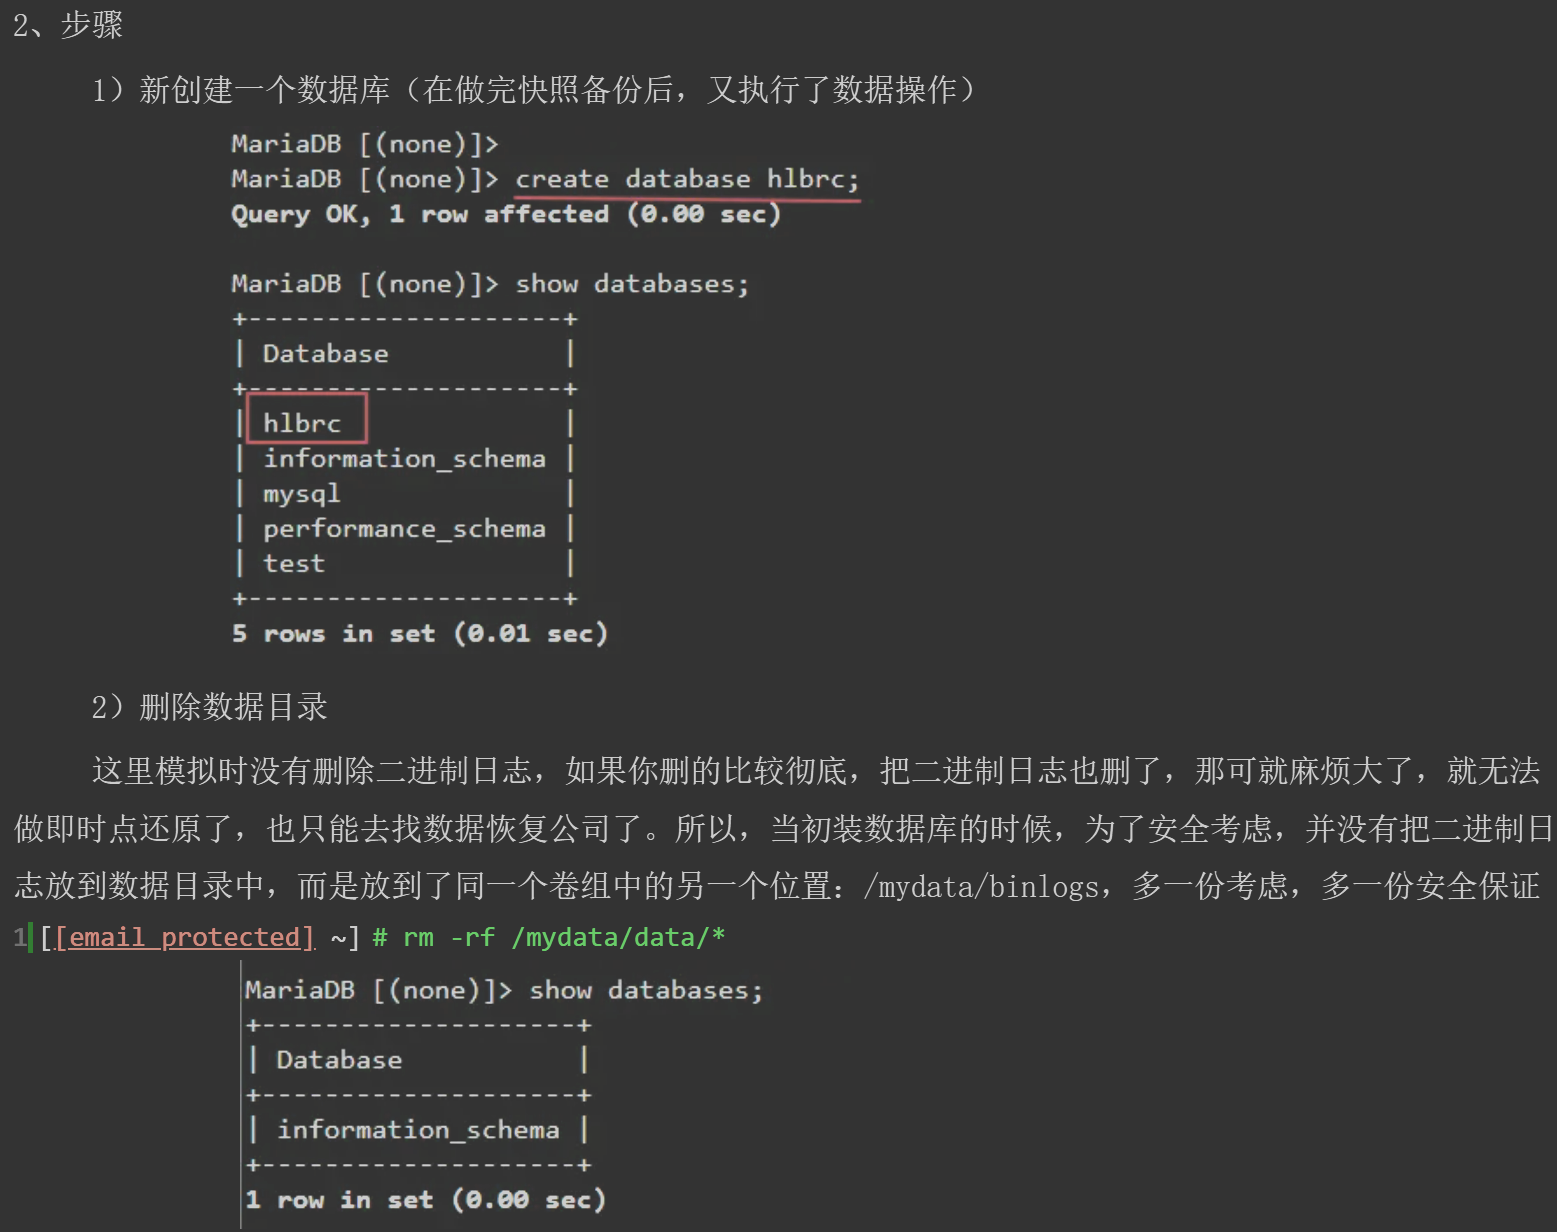 2、步骤
1）新创建一个数据库（在做完快照备份后，又执行了数据操作）
MariaDB [(none)]>
MariaDB [(none)]> create database hlbrc;
Query OK, 1 row affected (0.00 sec)
MariaDB [(none)]> show databases;
+--------------------+
| Database           |
+--------------------+
| hlbrc              |
| information_schema |
| mysql              |
| performance_schema |
| test               |
+--------------------+
5 rows in set (0.01 sec)
2）删除数据目录
这里模拟时没有删除二进制日志，如果你删的比较彻底，把二进制日志也删了，那可就麻烦大了，就无法
做即时点还原了，也只能去找数据恢复公司了。所以，当初装数据库的时候，为了安全考虑，并没有把二进制日
志放到数据目录中，而是放到了同一个卷组中的另一个位置：/mydata/binlogs，多一份考虑，多一份安全保证
1 [[email protected] ~] # rm -rf /mydata/data/*
MariaDB [(none)]> show databases;
+--------------------+
| Database           |
+--------------------+
| information_schema |
+--------------------+
1 row in set (0.00 sec)